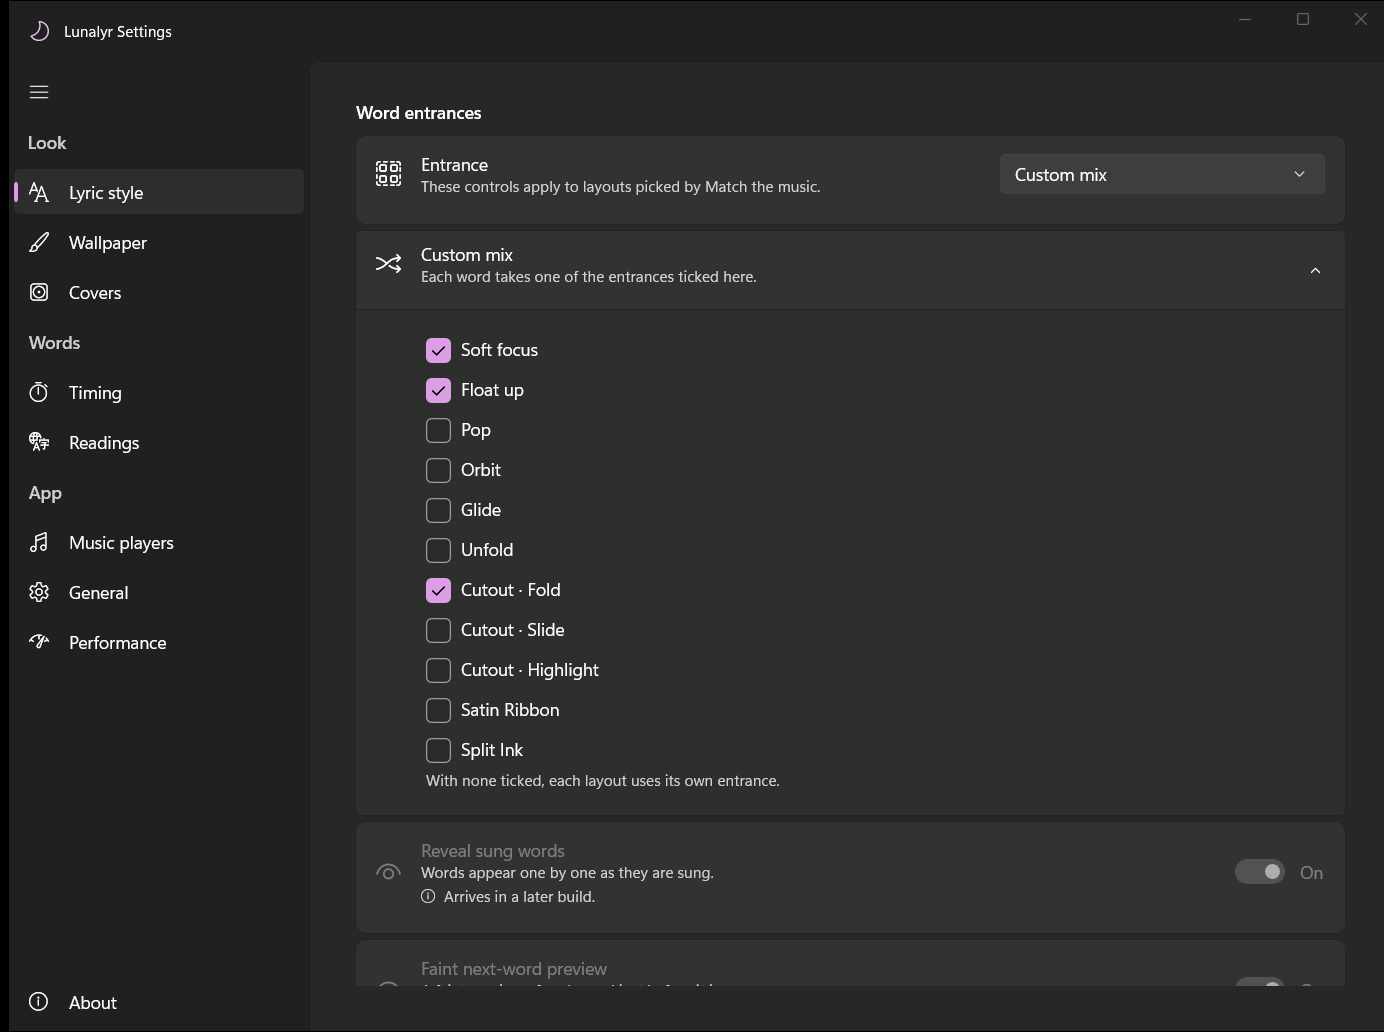 Lunalyr Settings
Look
Lyric style
Wallpaper
Covers
Words
Timing
Readings
App
Music players
General
Performance
About
Word entrances
Entrance
These controls apply to layouts picked by Match the music.
Custom mix
Custom mix
Each word takes one of the entrances ticked here.
Soft focus
Float up
Pop
Orbit
Glide
Unfold
Cutout · Fold
Cutout · Slide
Cutout · Highlight
Satin Ribbon
Split Ink
With none ticked, each layout uses its own entrance.
Reveal sung words
Words appear one by one as they are sung.
Arrives in a later build.
On
Faint next-word preview